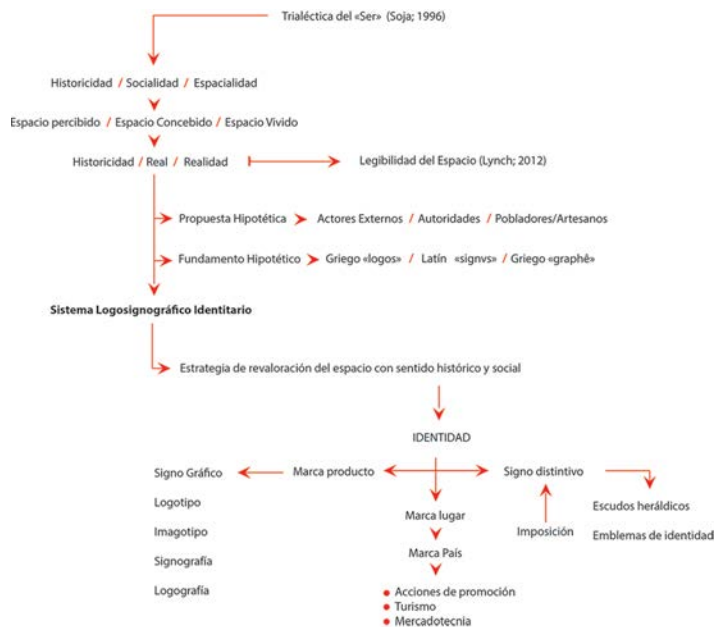 Trialéctica del «Ser» (Soja; 1996)
Historicidad / Socialidad / Espacialidad
Espacio percibido / Espacio Concebido / Espacio Vivido
Historicidad / Real / Realidad
Legibilidad del Espacio (Lynch; 2012)
Propuesta Hipotética
Actores Externos / Autoridades / Pobladores/Artesanos
Fundamento Hipotético
Griego «logos» / Latín «signvs» / Griego «graphê»
Sistema Logosignográfico Identitario
Estrategia de revaloración del espacio con sentido histórico y social
IDENTIDAD
Signo Gráfico
Marca producto
Signo distintivo
Logotipo
Imagotipo
Signografía
Logografía
Marca lugar
Marca País
Acciones de promoción
Turismo
Mercadotecnia
Imposición
Escudos heráldicos
Emblemas de identidad